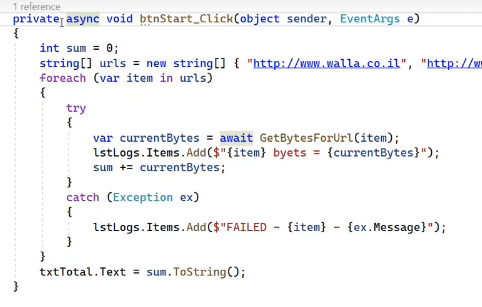 1 reference
private async void btnStart_Click(object sender, EventArgs e)
{
int sum = 0;
string[] urls = new string[] { "http://www.walla.co.il", "http://w
foreach (var item in urls)
{
try
{
var currentBytes = await GetBytesForUrl(item);
lstLogs.Items.Add($"{item} byets = {currentBytes}");
sum += currentBytes;
}
catch (Exception ex)
{
lstLogs.Items.Add($"FAILED - {item} - {ex.Message}");
}
}
txtTotal.Text = sum.ToString();
}